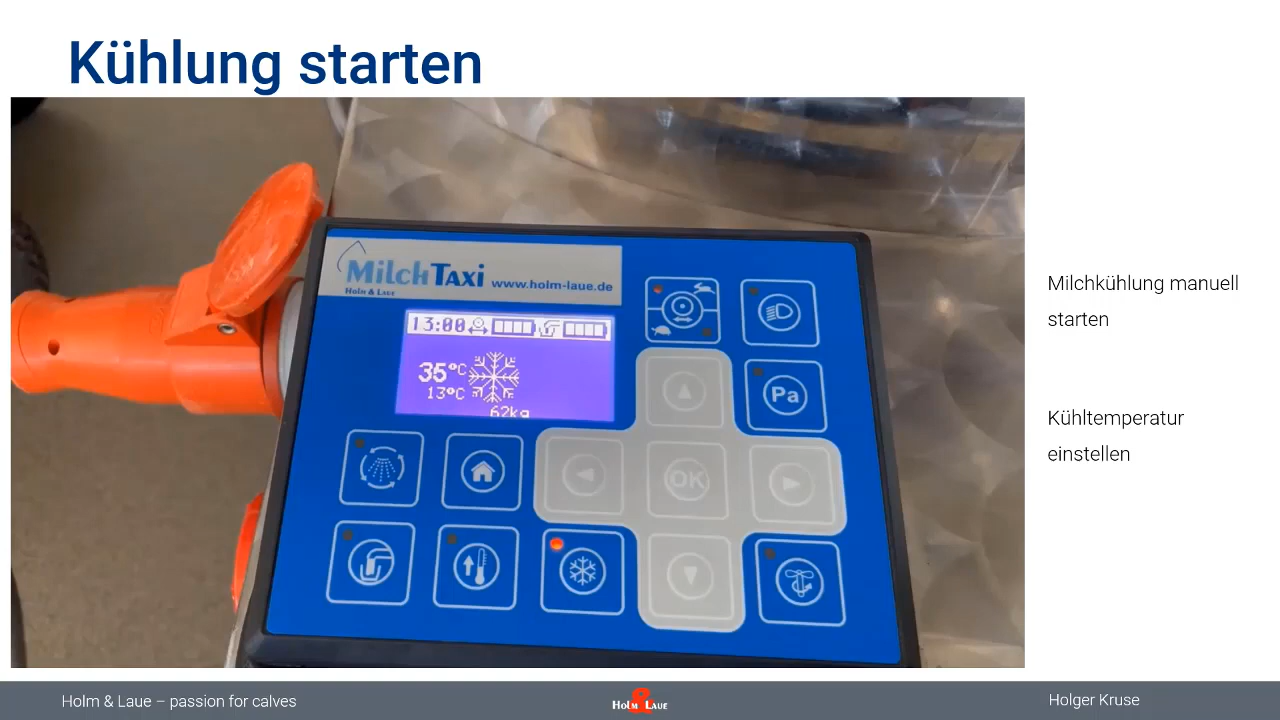 Kühlung starten
MilchTaxi
Holm & Laue
www.holm-laue.de
13:00
35°C
13°C
62kg
Pa
OK
Milchkühlung manuell
starten
Kühltemperatur
einstellen
Holm & Laue – passion for calves
Holm & Laue
Holger Kruse